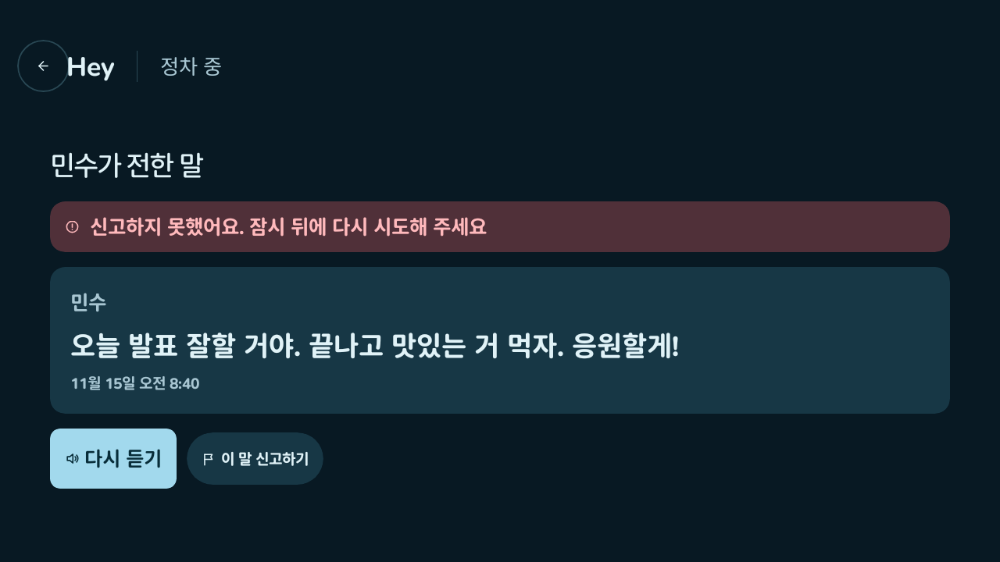 Hey
정차 중
민수가 전한 말
신고하지 못했어요. 잠시 뒤에 다시 시도해 주세요
민수
오늘 발표 잘할 거야. 끝나고 맛있는 거 먹자. 응원할게!
11월 15일 오전 8:40
다시 듣기
이 말 신고하기